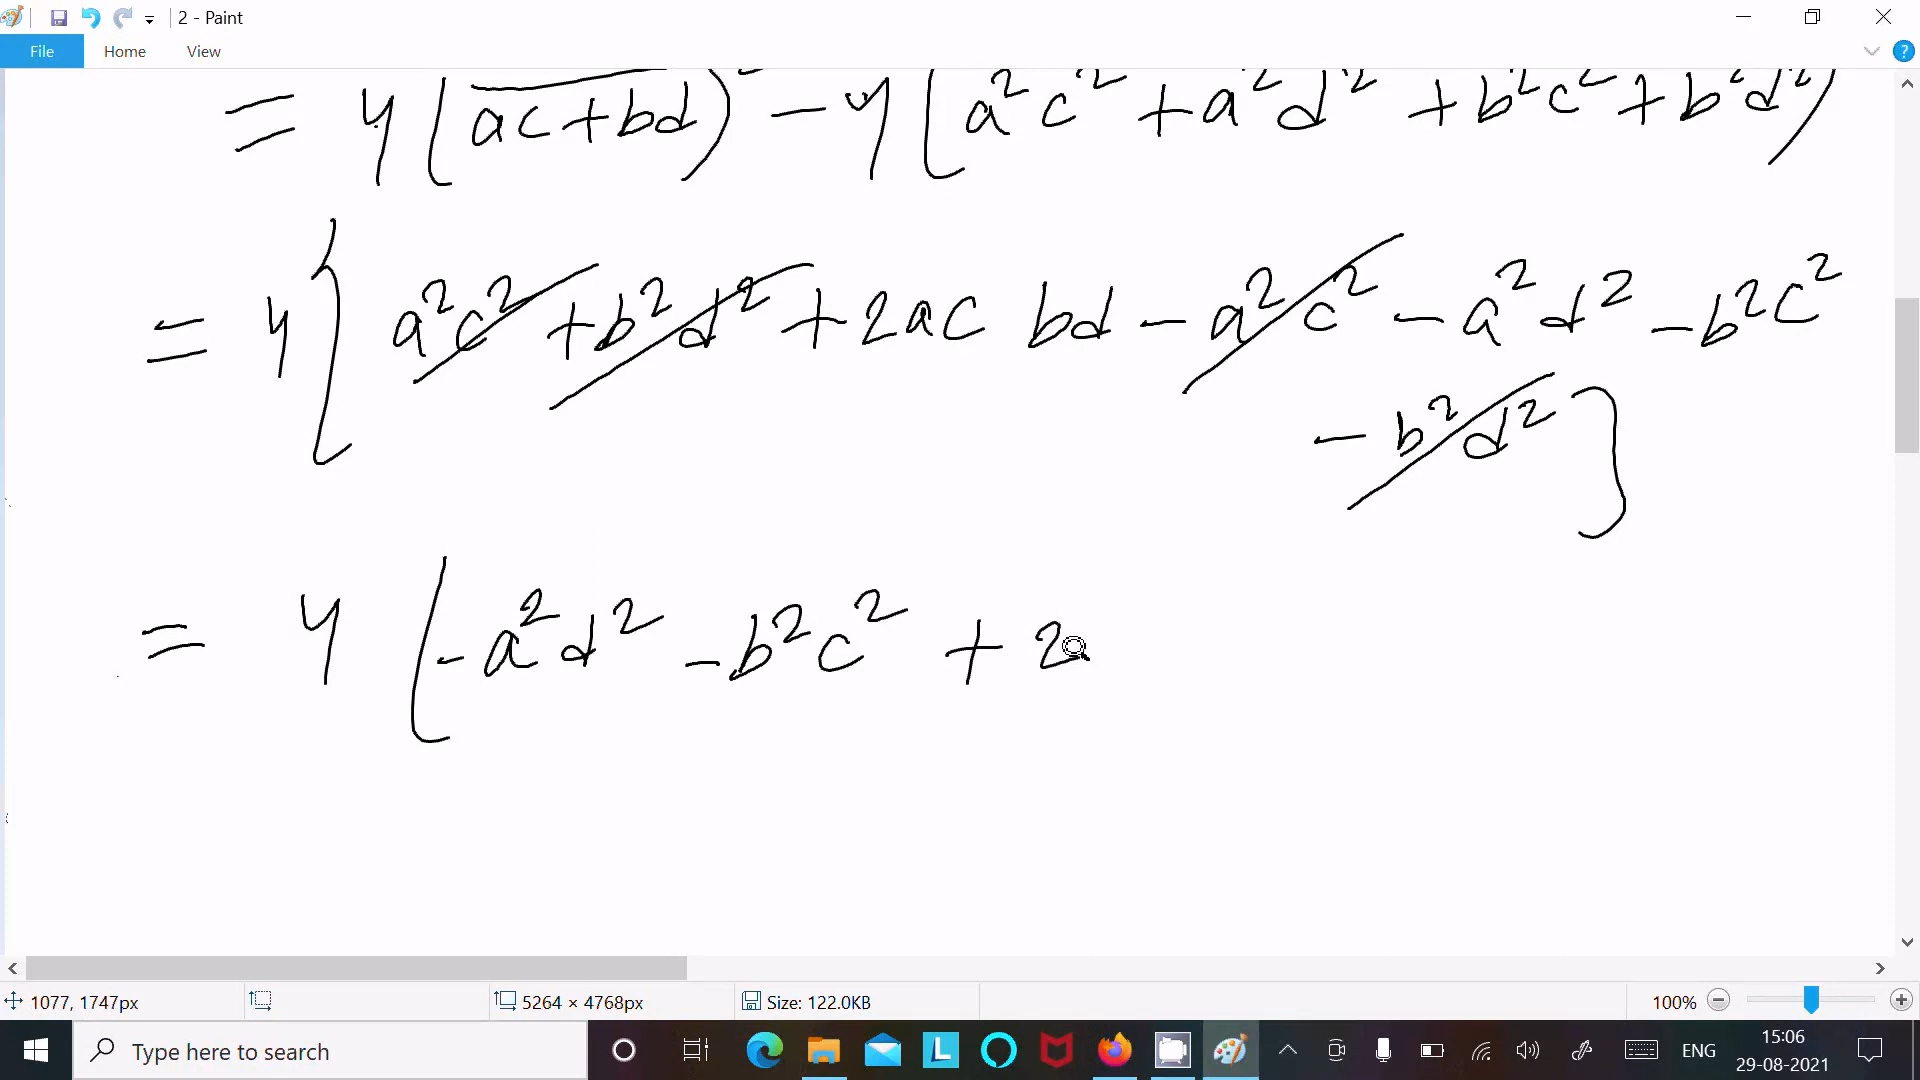 2 - Paint
File Home View
= 4(ac+bd)² - 4(a²c² + a²d² + b²c² + b²d²)
= 4{a²c² + b²d² + 2ac bd - a²c² - a²d² - b²c²
- b²d²}
= 4(-a²d² - b²c² + 2
1077, 1747px 5264 × 4768px Size: 122.0KB 100%
Type here to search L ENG 15:06
29-08-2021